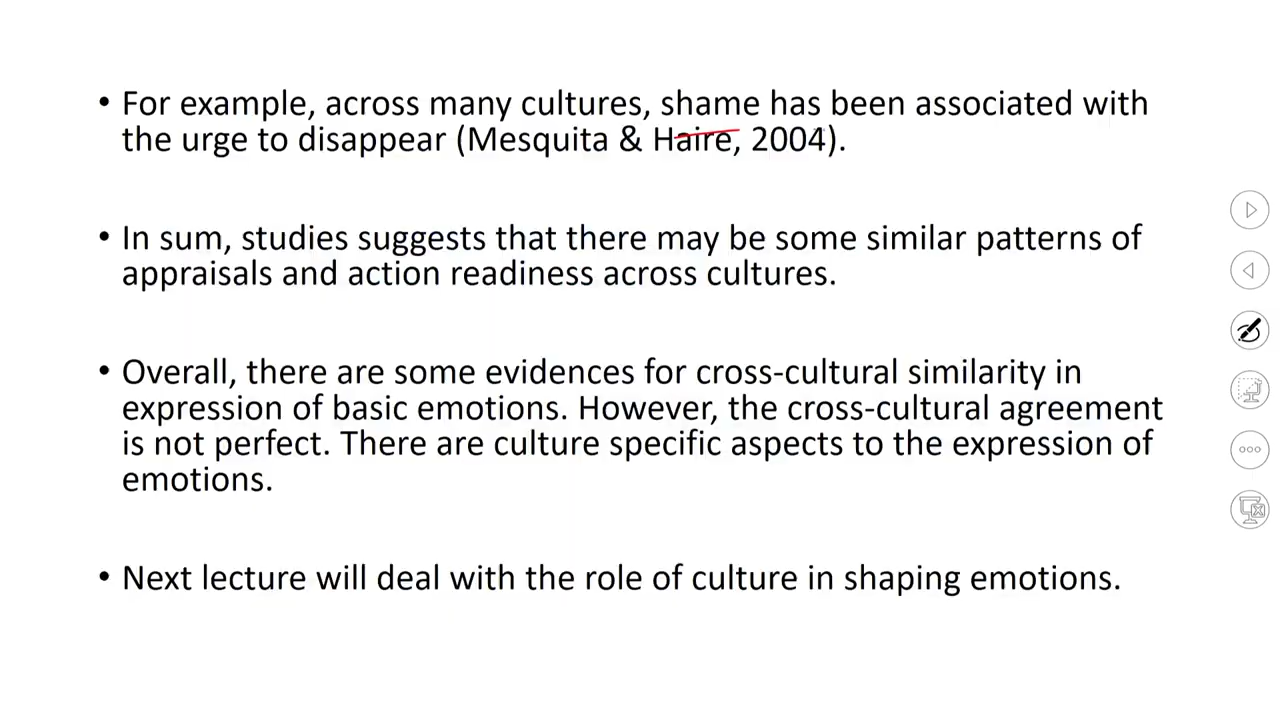 • For example, across many cultures, shame has been associated with
the urge to disappear (Mesquita & Haire, 2004).
• In sum, studies suggests that there may be some similar patterns of
appraisals and action readiness across cultures.
• Overall, there are some evidences for cross-cultural similarity in
expression of basic emotions. However, the cross-cultural agreement
is not perfect. There are culture specific aspects to the expression of
emotions.
• Next lecture will deal with the role of culture in shaping emotions.